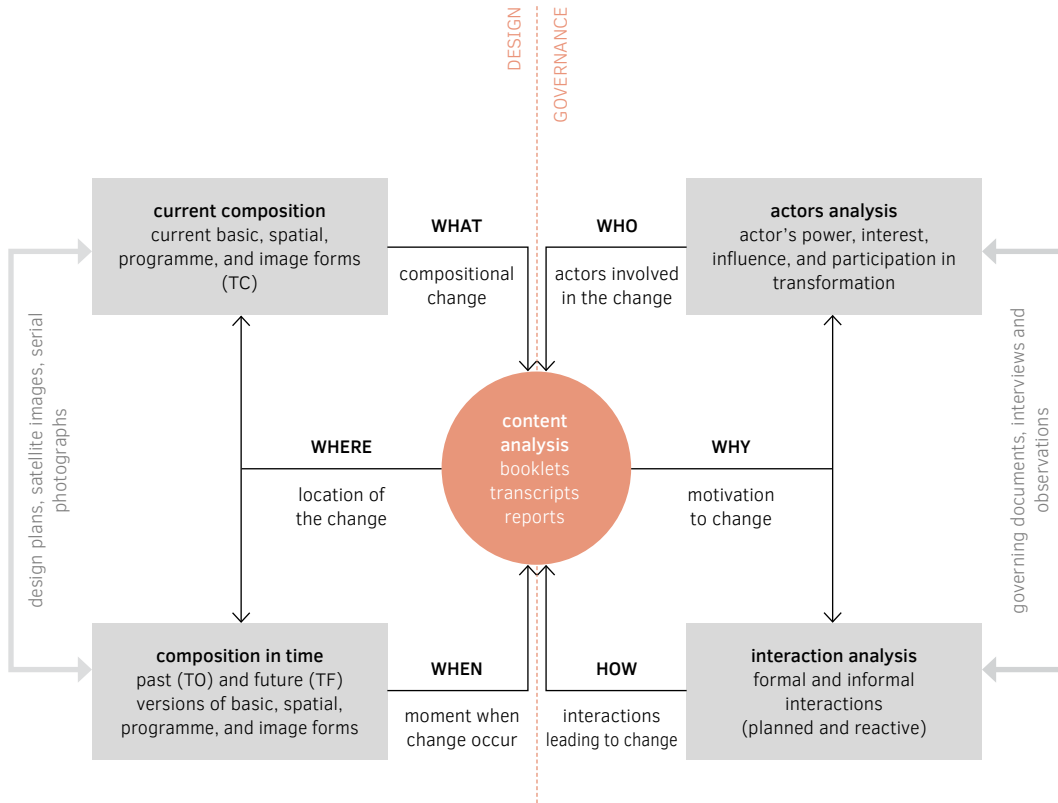 DESIGN
GOVERNANCE
current composition
current basic, spatial,
programme, and image forms
(TC)
WHAT
compositional
change
WHO
actors involved
in the change
actors analysis
actor's power, interest,
influence, and participation in
transformation
design plans, satellite images, serial
photographs
WHERE
location of
the change
content
analysis
booklets
transcripts
reports
WHY
motivation
to change
governing documents, interviews and
observations
composition in time
past (TO) and future (TF)
versions of basic, spatial,
programme, and image forms
WHEN
moment when
change occur
HOW
interactions
leading to change
interaction analysis
formal and informal
interactions
(planned and reactive)